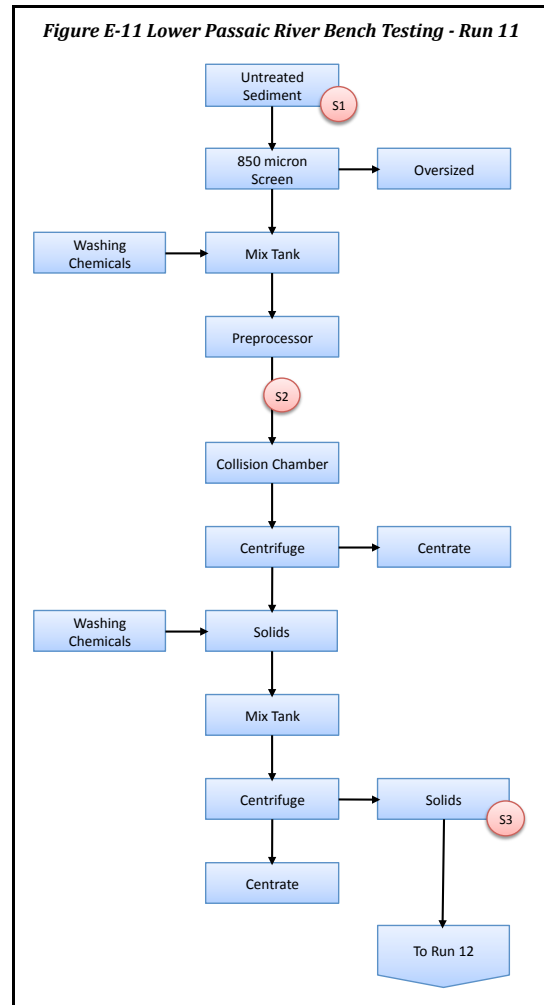 Figure E-11 Lower Passaic River Bench Testing - Run 11
Untreated
Sediment
S1
850 micron
Screen
Oversized
Washing
Chemicals
Mix Tank
Preprocessor
S2
Collision Chamber
Centrifuge
Centrate
Washing
Chemicals
Solids
Mix Tank
Centrifuge
Solids
S3
Centrate
To Run 12